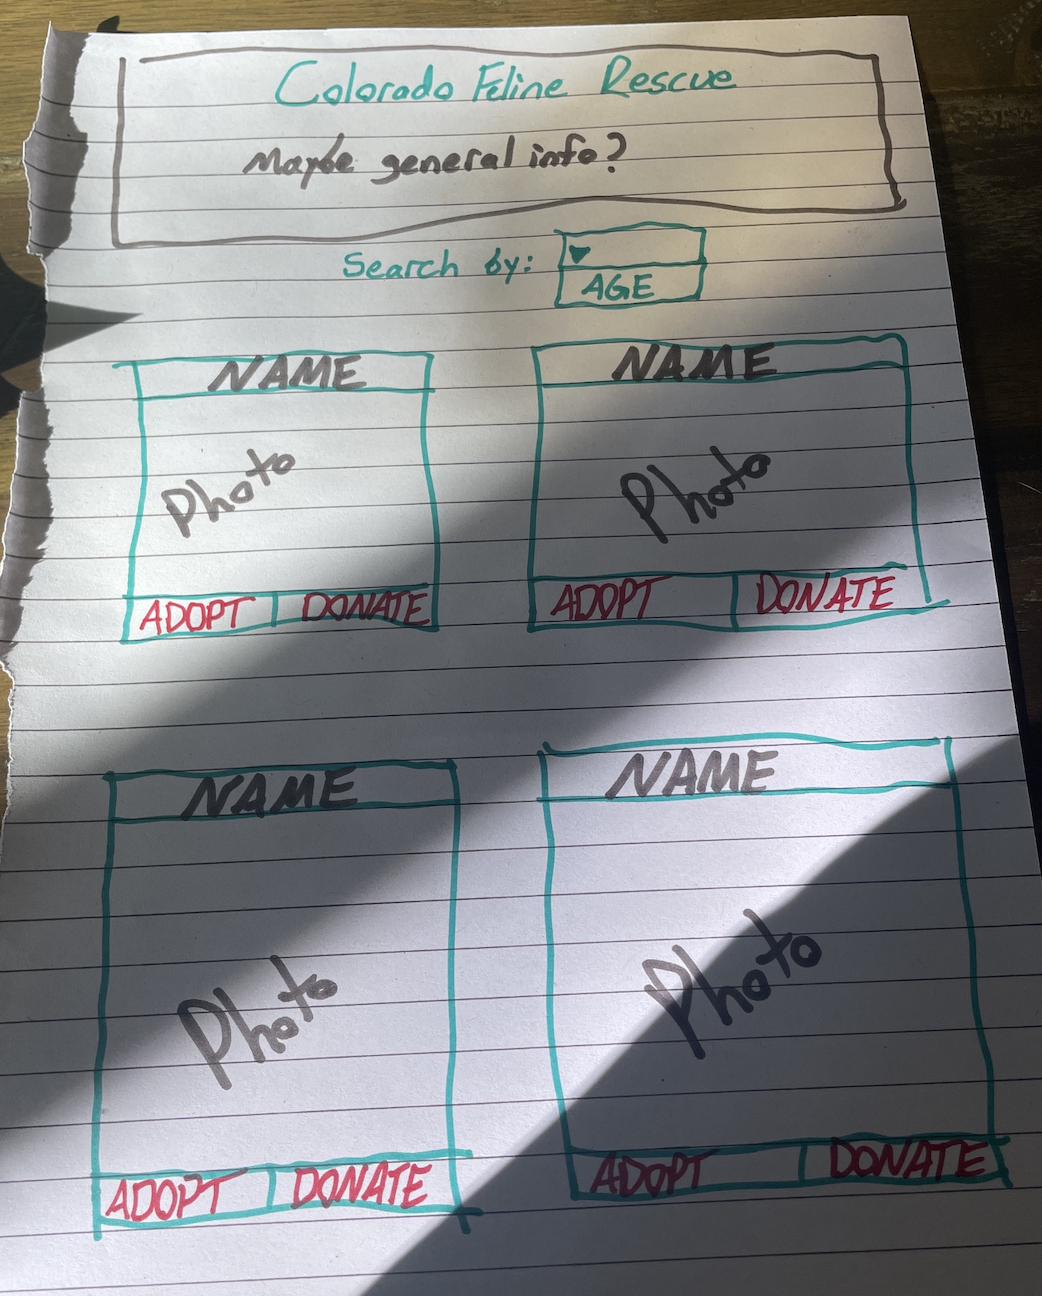 Colorado Feline Rescue
Maybe general info?
Search by:
AGE
NAME NAME
Photo Photo
ADOPT DONATE ADOPT DONATE
NAME NAME
Photo Photo
ADOPT DONATE ADOPT DONATE